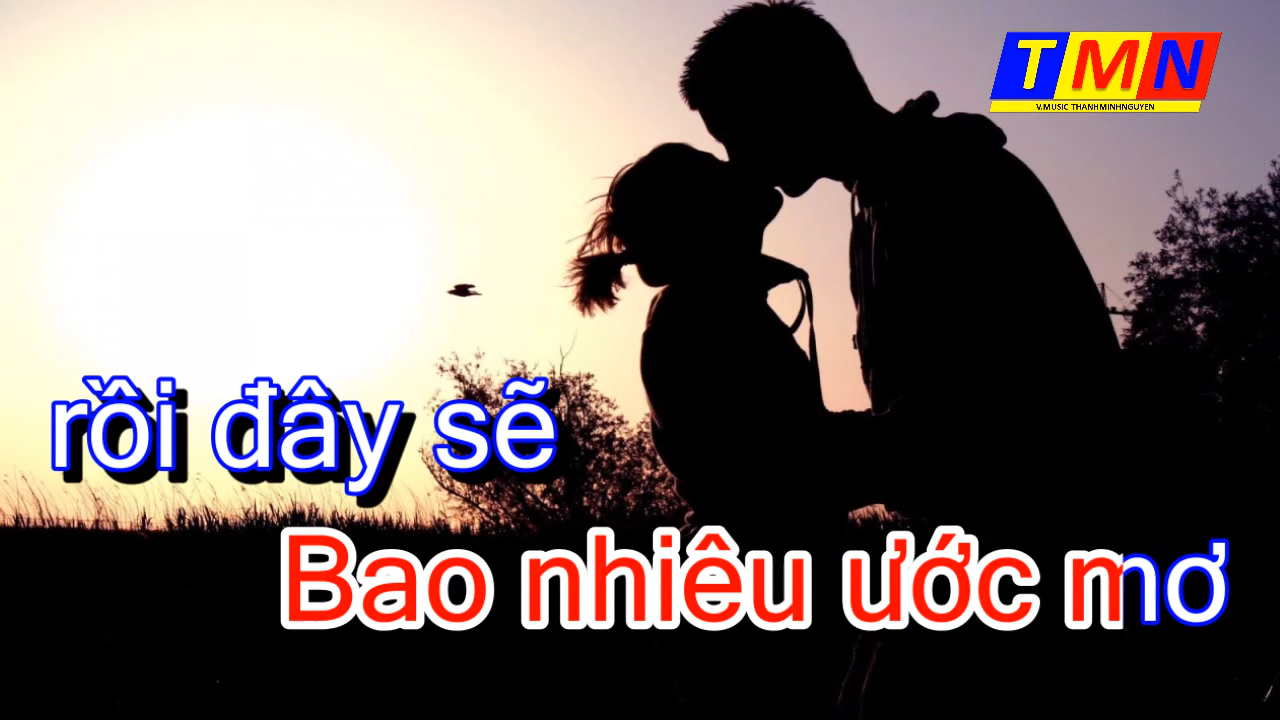 TMN
V.MUSIC THANHMINHNGUYEN
rồi đây sẽ
Bao nhiêu ước mơ